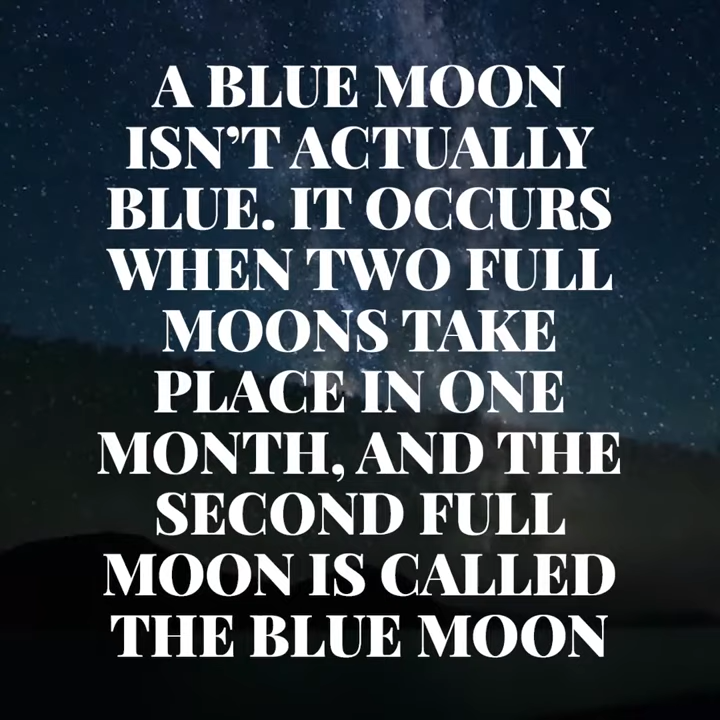 A BLUE MOON
ISN’T ACTUALLY
BLUE. IT OCCURS
WHEN TWO FULL
MOONS TAKE
PLACE IN ONE
MONTH, AND THE
SECOND FULL
MOON IS CALLED
THE BLUE MOON